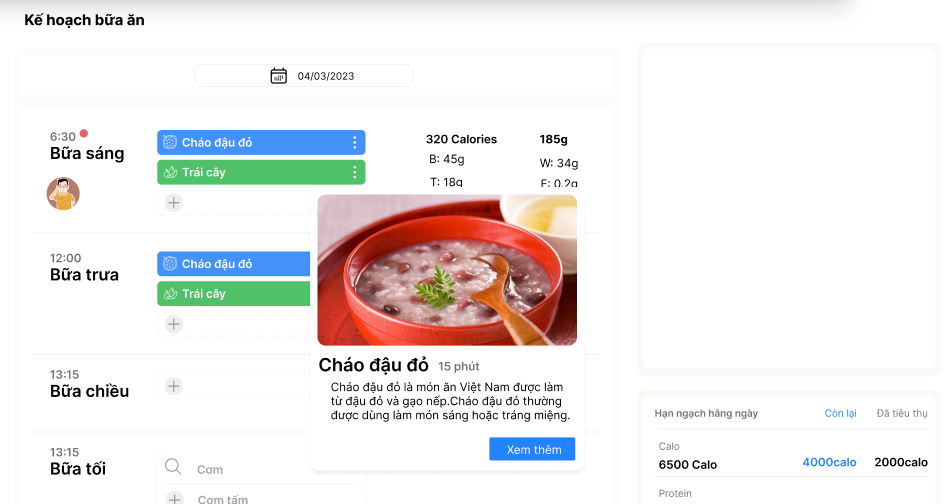 Kế hoạch bữa ăn
04/03/2023
6:30
Bữa sáng
Cháo đậu đỏ
Trái cây
320 Calories
185g
B: 45g
W: 34g
T: 18g
F: 0.2g
12:00
Bữa trưa
Cháo đậu đỏ
Trái cây
Cháo đậu đỏ 15 phút
Cháo đậu đỏ là món ăn Việt Nam được làm
từ đậu đỏ và gạo nếp.Cháo đậu đỏ thường
được dùng làm món sáng hoặc tráng miệng.
Xem thêm
13:15
Bữa chiều
13:15
Bữa tối
Cơm
Cơm tấm
Hạn ngạch hằng ngày Còn lại Đã tiêu thụ
Calo
6500 Calo 4000calo 2000calo
Protein